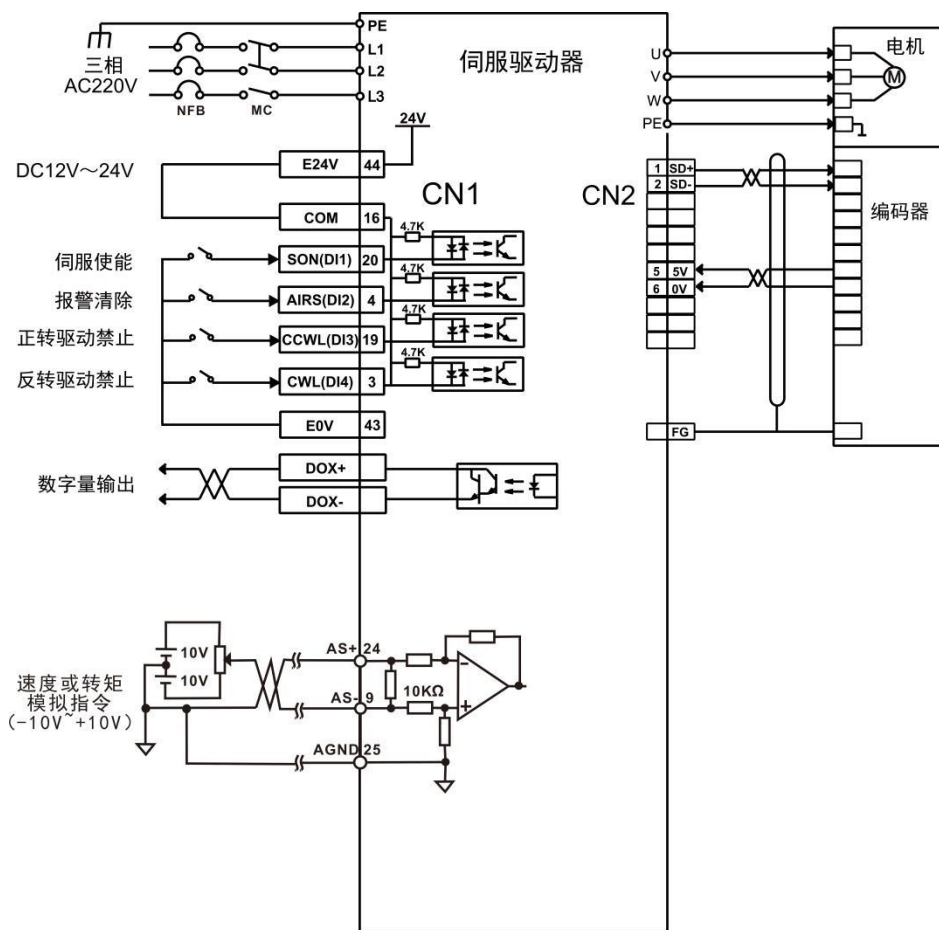 PE
L1
L2
L3
三相
AC220V
NFB
MC
伺服驱动器
U
V
W
PE
电机
M
24V
DC12V～24V
E24V 44
COM 16
CN1
4.7K
伺服使能
SON(DI1) 20
4.7K
报警清除
AIRS(DI2) 4
4.7K
正转驱动禁止
CCWL(DI3) 19
4.7K
反转驱动禁止
CWL(DI4) 3
E0V 43
数字量输出
DOX+
DOX-
CN2
1 SD+
2 SD-
5 5V
6 0V
FG
编码器
10V
10V
速度或转矩
模拟指令
(-10V~+10V)
AS+ 24
AS- 9
10KΩ
AGND 25
-
+